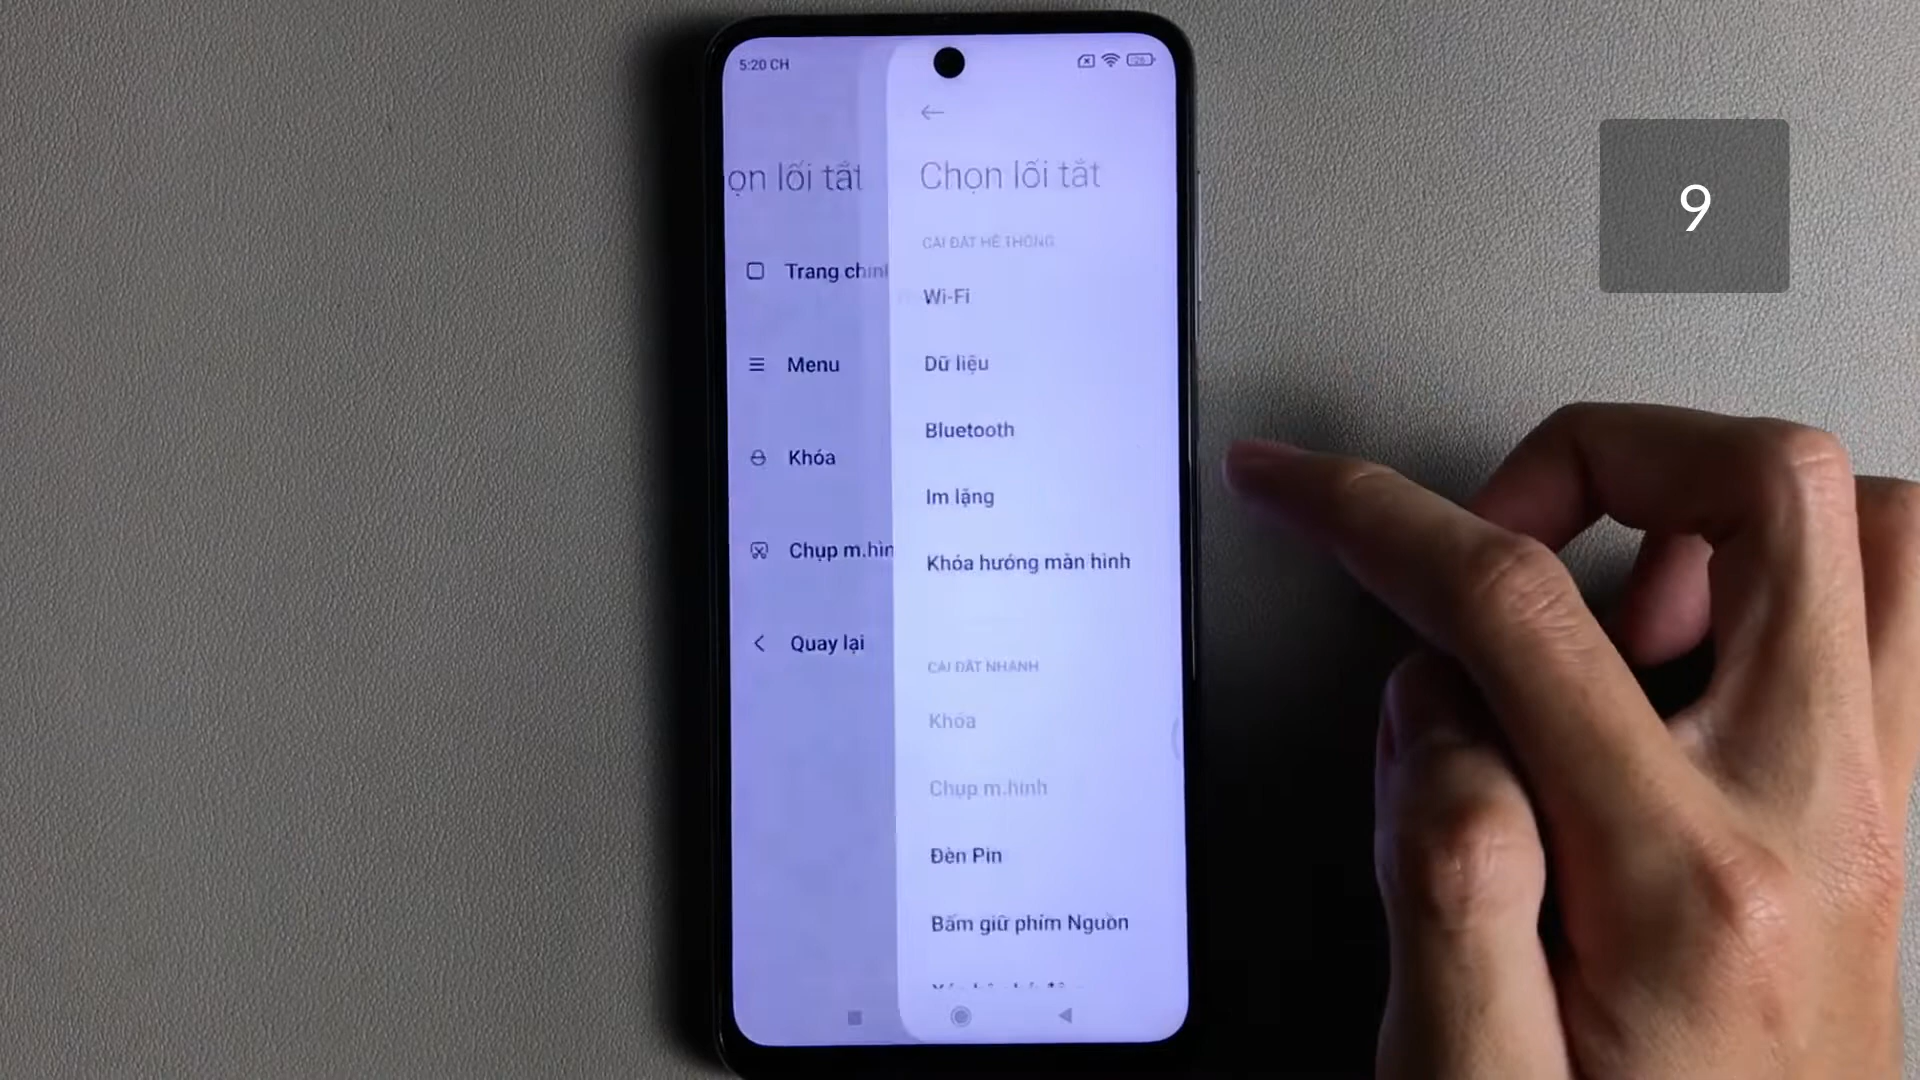 5:20 CH
26
ọn lối tắt
Trang chính
Menu
Khóa
Chụp m.hìn
Quay lại
Chọn lối tắt
CÀI ĐẶT HỆ THỐNG
Wi-Fi
Dữ liệu
Bluetooth
Im lặng
Khóa hướng màn hình
CÀI ĐẶT NHANH
Khóa
Chụp m.hình
Đèn Pin
Bấm giữ phím Nguồn
9